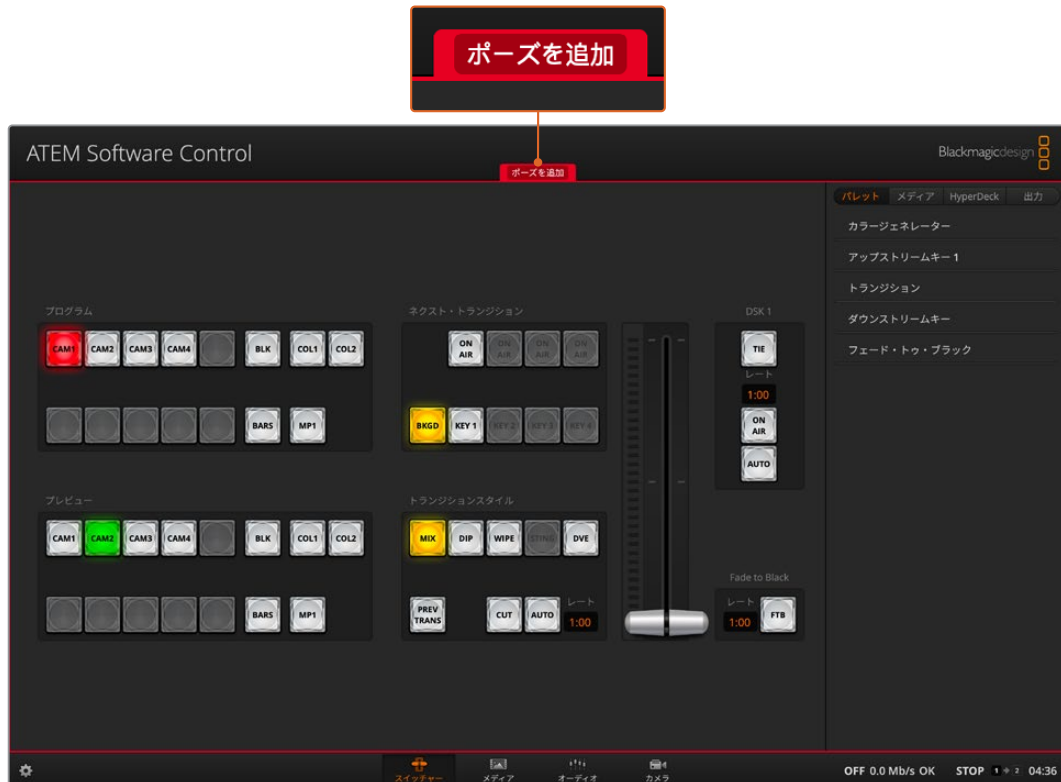 ポーズを追加
ATEM Software Control
ポーズを追加
Blackmagicdesign
パレット メディア HyperDeck 出力
カラージェネレーター
アップストリームキー 1
トランジション
ダウンストリームキー
フェード・トゥ・ブラック
プログラム
CAM1 CAM2 CAM3 CAM4 BLK COL1 COL2
BARS MP1
ネクスト・トランジション
ON AIR ON AIR ON AIR ON AIR
BKGD KEY 1 KEY 2 KEY 3 KEY 4
DSK 1
TIE
レート
1:00
ON AIR
AUTO
プレビュー
CAM1 CAM2 CAM3 CAM4 BLK COL1 COL2
BARS MP1
トランジションスタイル
MIX DIP WIPE STING DVE
PREV TRANS CUT AUTO レート 1:00
Fade to Black
レート
1:00 FTB
スイッチャー メディア オーディオ カメラ
OFF 0.0 Mb/s OK STOP 1 2 04:36